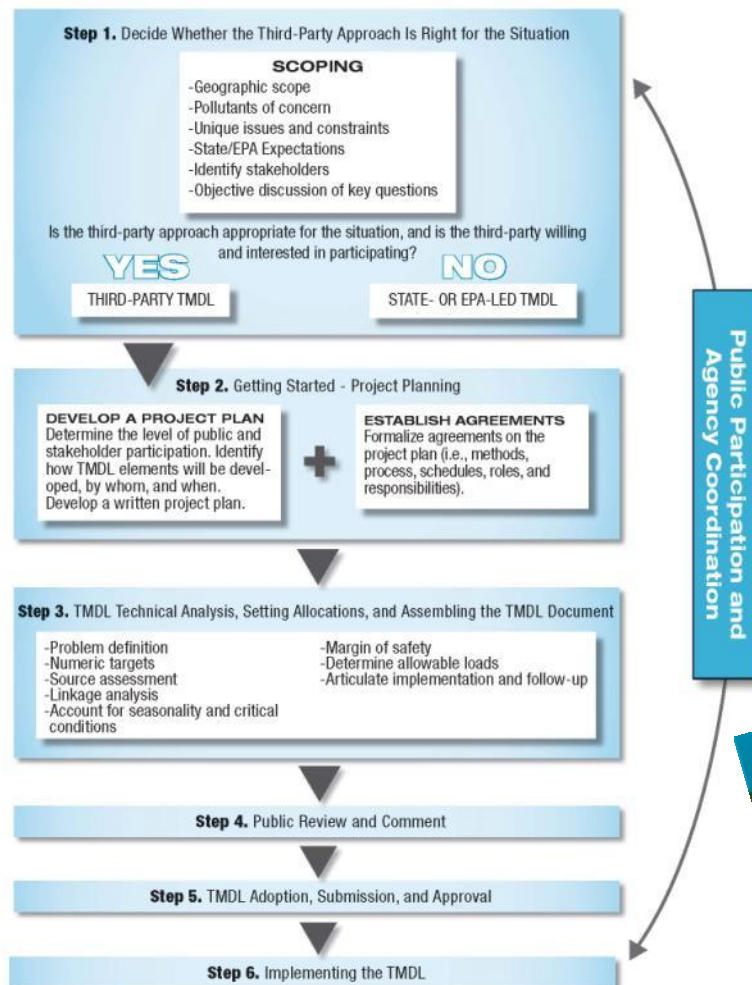 Step 1. Decide Whether the Third-Party Approach Is Right for the Situation
SCOPING
-Geographic scope
-Pollutants of concern
-Unique issues and constraints
-State/EPA Expectations
-Identify stakeholders
-Objective discussion of key questions
Is the third-party approach appropriate for the situation, and is the third-party willing
and interested in participating?
YES
NO
THIRD-PARTY TMDL
STATE- OR EPA-LED TMDL
Step 2. Getting Started - Project Planning
DEVELOP A PROJECT PLAN
Determine the level of public and
stakeholder participation. Identify
how TMDL elements will be devel-
oped, by whom, and when.
Develop a written project plan.
+
ESTABLISH AGREEMENTS
Formalize agreements on the
project plan (i.e., methods,
process, schedules, roles, and
responsibilities).
Step 3. TMDL Technical Analysis, Setting Allocations, and Assembling the TMDL Document
-Problem definition
-Numeric targets
-Source assessment
-Linkage analysis
-Account for seasonality and critical
conditions
-Margin of safety
-Determine allowable loads
-Articulate implementation and follow-up
Step 4. Public Review and Comment
Step 5. TMDL Adoption, Submission, and Approval
Step 6. Implementing the TMDL
Public Participation and
Agency Coordination